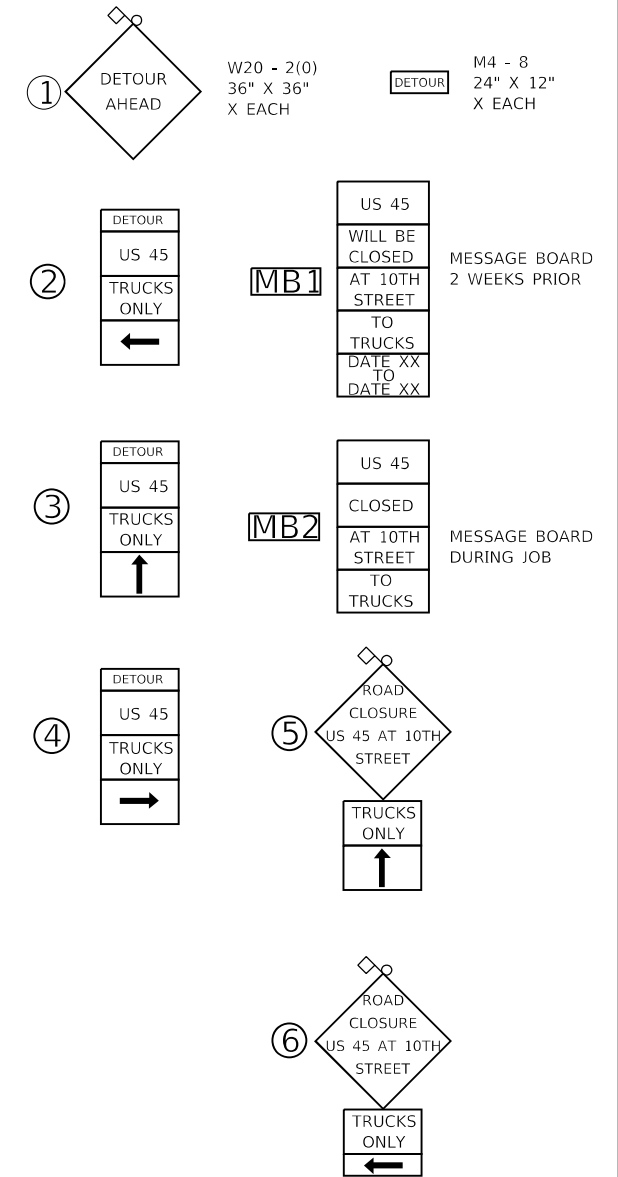 1
DETOUR
AHEAD
W20 - 2(0)
36" X 36"
X EACH
DETOUR
M4 - 8
24" X 12"
X EACH
2
DETOUR
US 45
TRUCKS
ONLY
MB1
US 45
WILL BE
CLOSED
AT 10TH
STREET
TO
TRUCKS
DATE XX
TO
DATE XX
MESSAGE BOARD
2 WEEKS PRIOR
3
DETOUR
US 45
TRUCKS
ONLY
MB2
US 45
CLOSED
AT 10TH
STREET
TO
TRUCKS
MESSAGE BOARD
DURING JOB
4
DETOUR
US 45
TRUCKS
ONLY
5
ROAD
CLOSURE
US 45 AT 10TH
STREET
TRUCKS
ONLY
6
ROAD
CLOSURE
US 45 AT 10TH
STREET
TRUCKS
ONLY